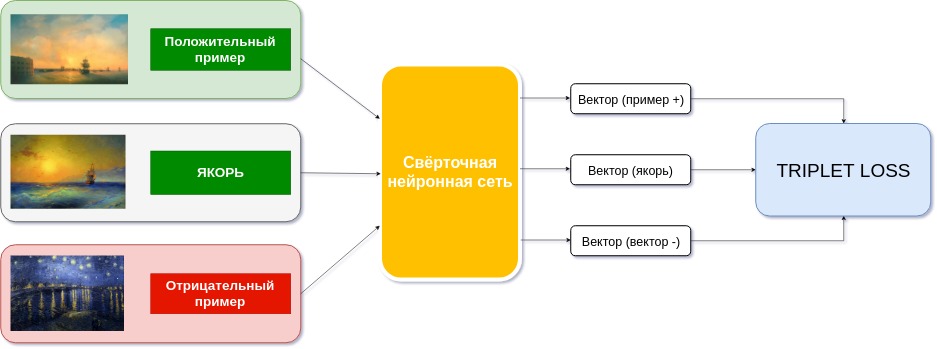 Положительный
пример
ЯКОРЬ
Отрицательный
пример
Свёрточная
нейронная сеть
Вектор (пример +)
Вектор (якорь)
Вектор (вектор -)
TRIPLET LOSS